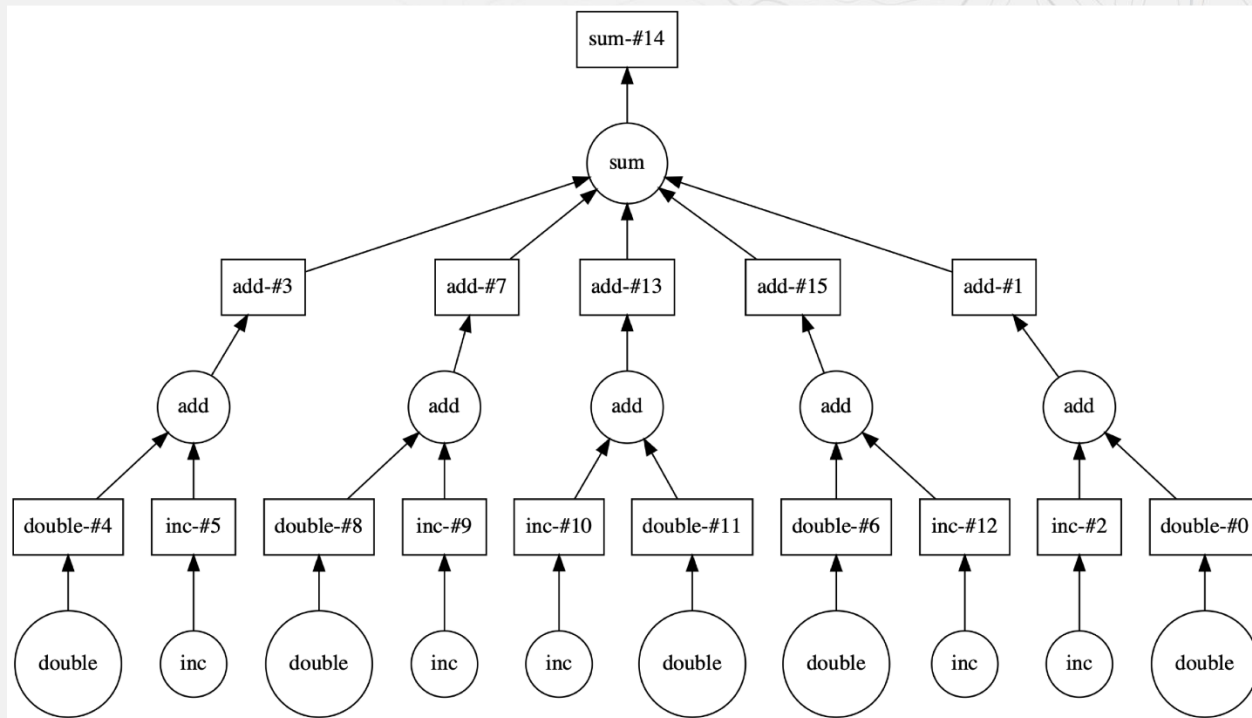 sum-#14
sum
add-#3
add-#7
add-#13
add-#15
add-#1
add
add
add
add
add
double-#4
inc-#5
double-#8
inc-#9
inc-#10
double-#11
double-#6
inc-#12
inc-#2
double-#0
double
inc
double
inc
inc
double
double
inc
inc
double